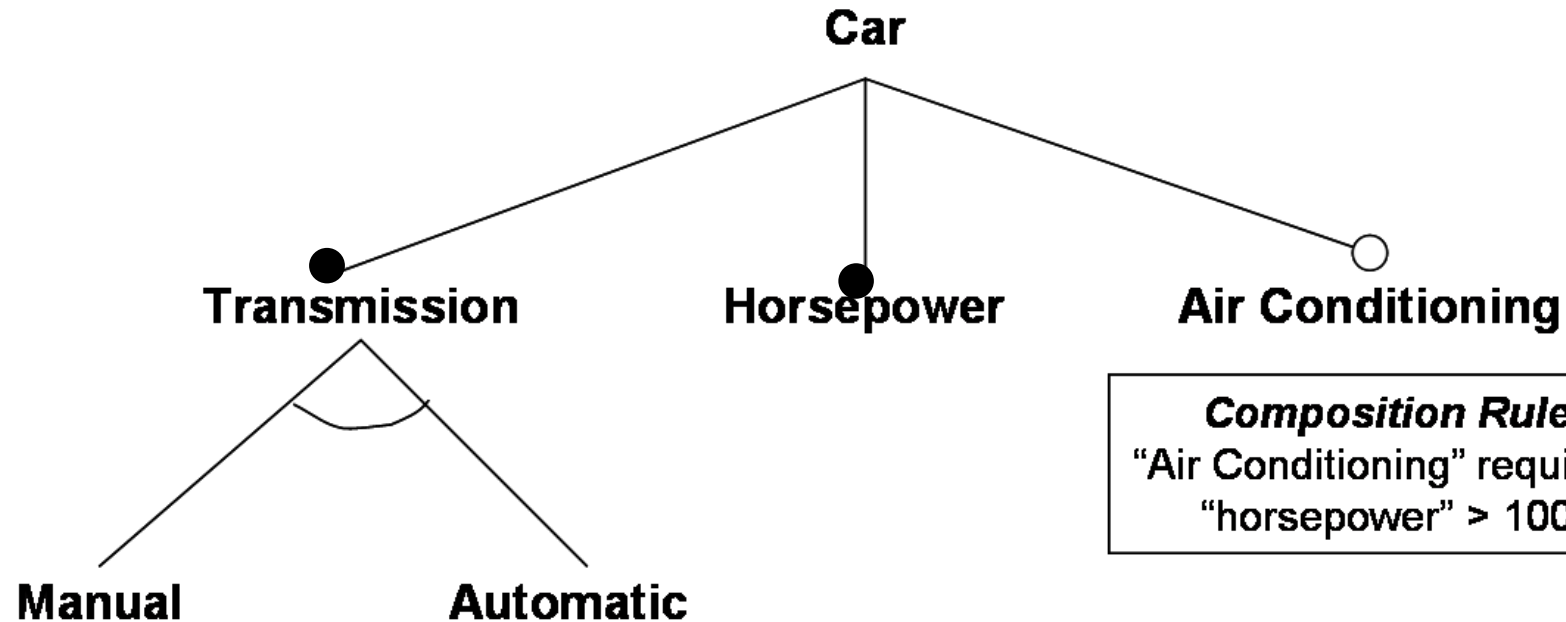 Car
Transmission
Horsepower
Air Conditioning
Composition Rule
“Air Conditioning” requi
“horsepower” > 100
Manual
Automatic